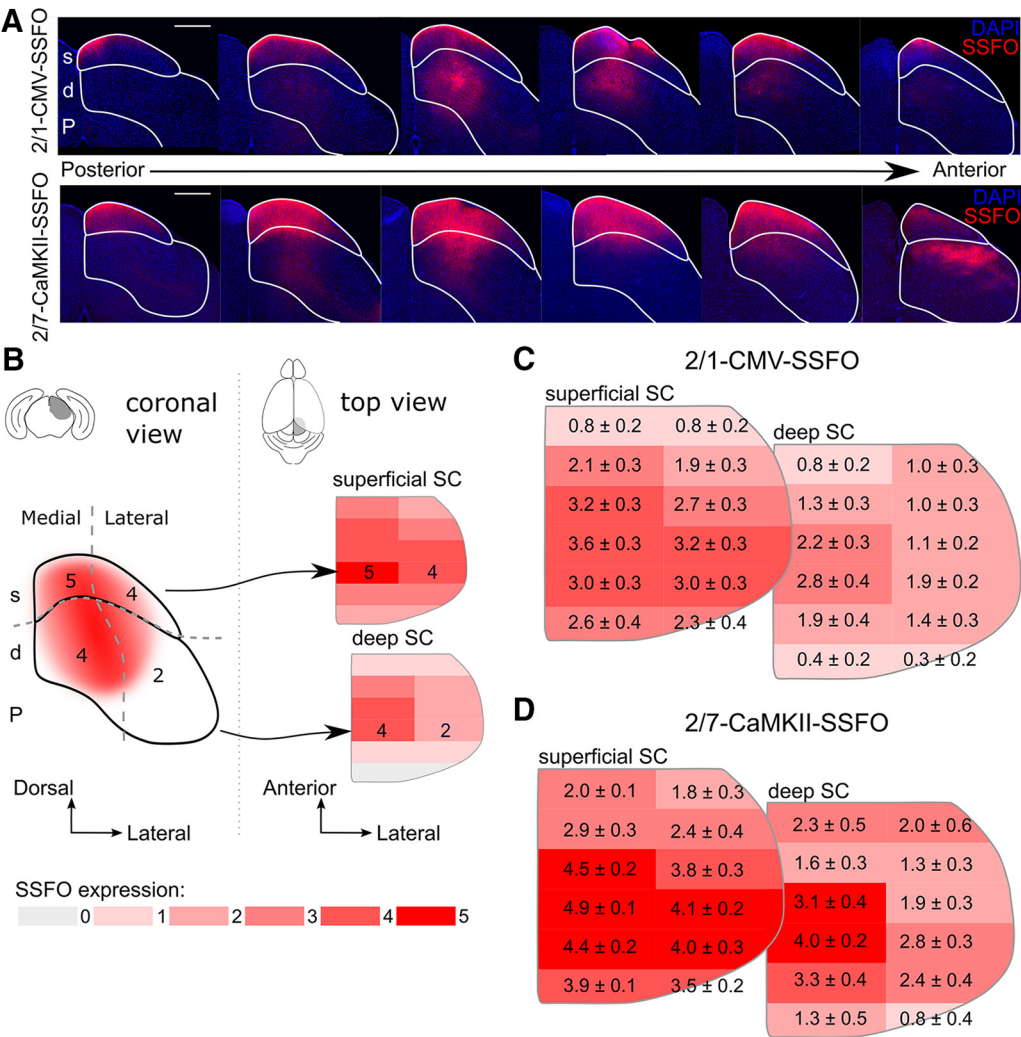 A
2/1-CMV-SSFO
DAPI
SSFO
s
d
P
Posterior
Anterior
2/7-CaMKII-SSFO
DAPI
SSFO
B
coronal view
top view
Medial
Lateral
s
d
P
5
4
4
2
superficial SC
5 4
deep SC
4 2
Dorsal
Lateral
Anterior
Lateral
SSFO expression:
0 1 2 3 4 5
C
2/1-CMV-SSFO
superficial SC
0.8 ± 0.2 0.8 ± 0.2
2.1 ± 0.3 1.9 ± 0.3
3.2 ± 0.3 2.7 ± 0.3
3.6 ± 0.3 3.2 ± 0.3
3.0 ± 0.3 3.0 ± 0.3
2.6 ± 0.4 2.3 ± 0.4
deep SC
0.8 ± 0.2 1.0 ± 0.3
1.3 ± 0.3 1.0 ± 0.3
2.2 ± 0.3 1.1 ± 0.2
2.8 ± 0.4 1.9 ± 0.2
1.9 ± 0.4 1.4 ± 0.3
0.4 ± 0.2 0.3 ± 0.2
D
2/7-CaMKII-SSFO
superficial SC
2.0 ± 0.1 1.8 ± 0.3
2.9 ± 0.3 2.4 ± 0.4
4.5 ± 0.2 3.8 ± 0.3
4.9 ± 0.1 4.1 ± 0.2
4.4 ± 0.2 4.0 ± 0.3
3.9 ± 0.1 3.5 ± 0.2
deep SC
2.3 ± 0.5 2.0 ± 0.6
1.6 ± 0.3 1.3 ± 0.3
3.1 ± 0.4 1.9 ± 0.3
4.0 ± 0.2 2.8 ± 0.3
3.3 ± 0.4 2.4 ± 0.4
1.3 ± 0.5 0.8 ± 0.4